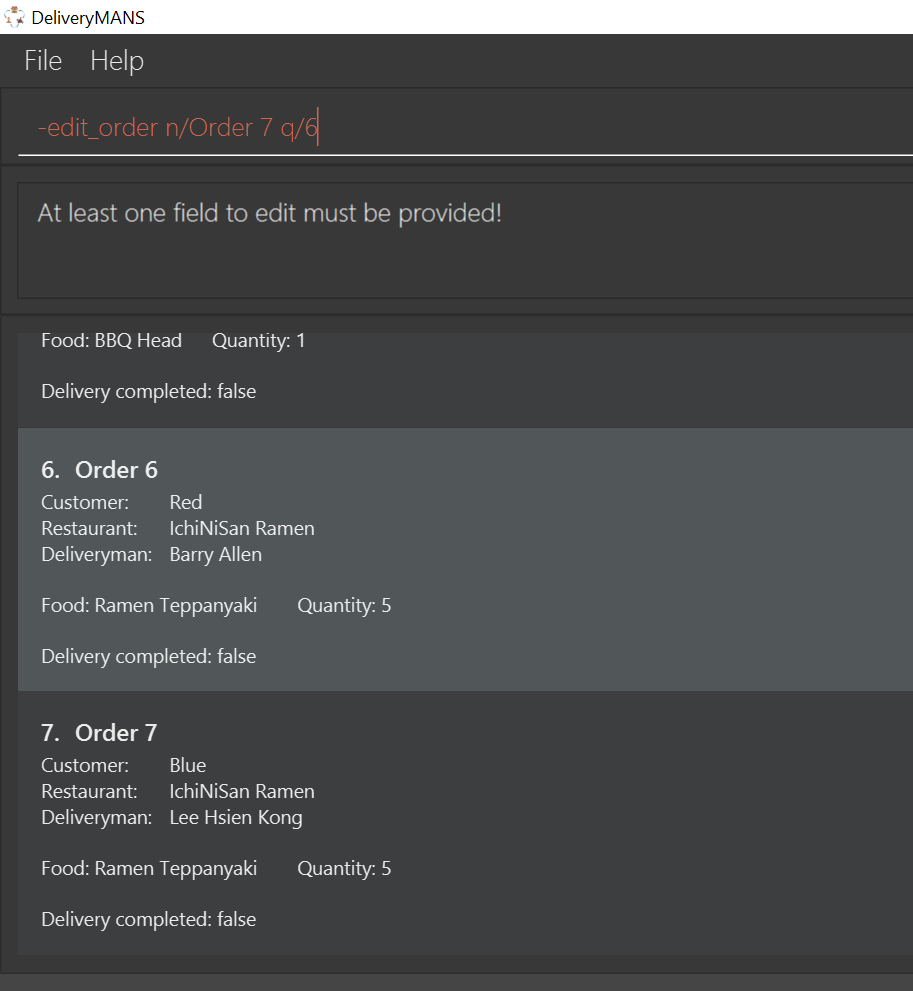 DeliveryMANS
File Help
-edit_order n/Order 7 q/6
At least one field to edit must be provided!
Food: BBQ Head Quantity: 1
Delivery completed: false
6. Order 6
Customer: Red
Restaurant: IchiNiSan Ramen
Deliveryman: Barry Allen
Food: Ramen Teppanyaki Quantity: 5
Delivery completed: false
7. Order 7
Customer: Blue
Restaurant: IchiNiSan Ramen
Deliveryman: Lee Hsien Kong
Food: Ramen Teppanyaki Quantity: 5
Delivery completed: false